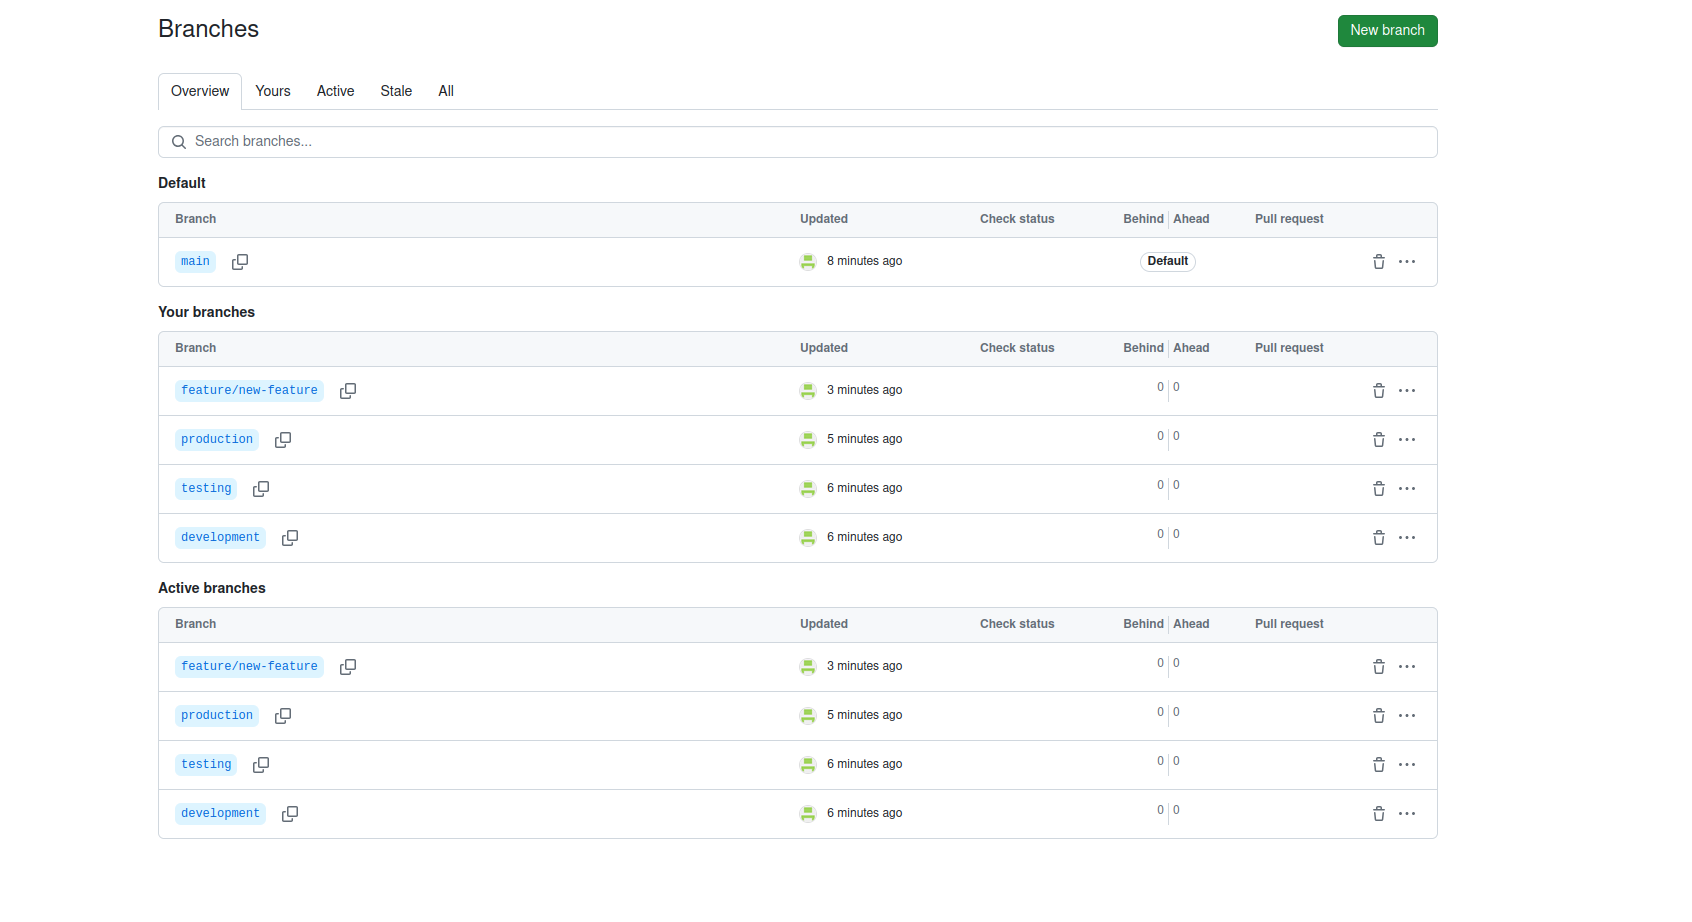 Branches
New branch
Overview Yours Active Stale All
Search branches...
Default
Branch Updated Check status Behind Ahead Pull request
main 8 minutes ago Default
Your branches
Branch Updated Check status Behind Ahead Pull request
feature/new-feature 3 minutes ago 0 0
production 5 minutes ago 0 0
testing 6 minutes ago 0 0
development 6 minutes ago 0 0
Active branches
Branch Updated Check status Behind Ahead Pull request
feature/new-feature 3 minutes ago 0 0
production 5 minutes ago 0 0
testing 6 minutes ago 0 0
development 6 minutes ago 0 0